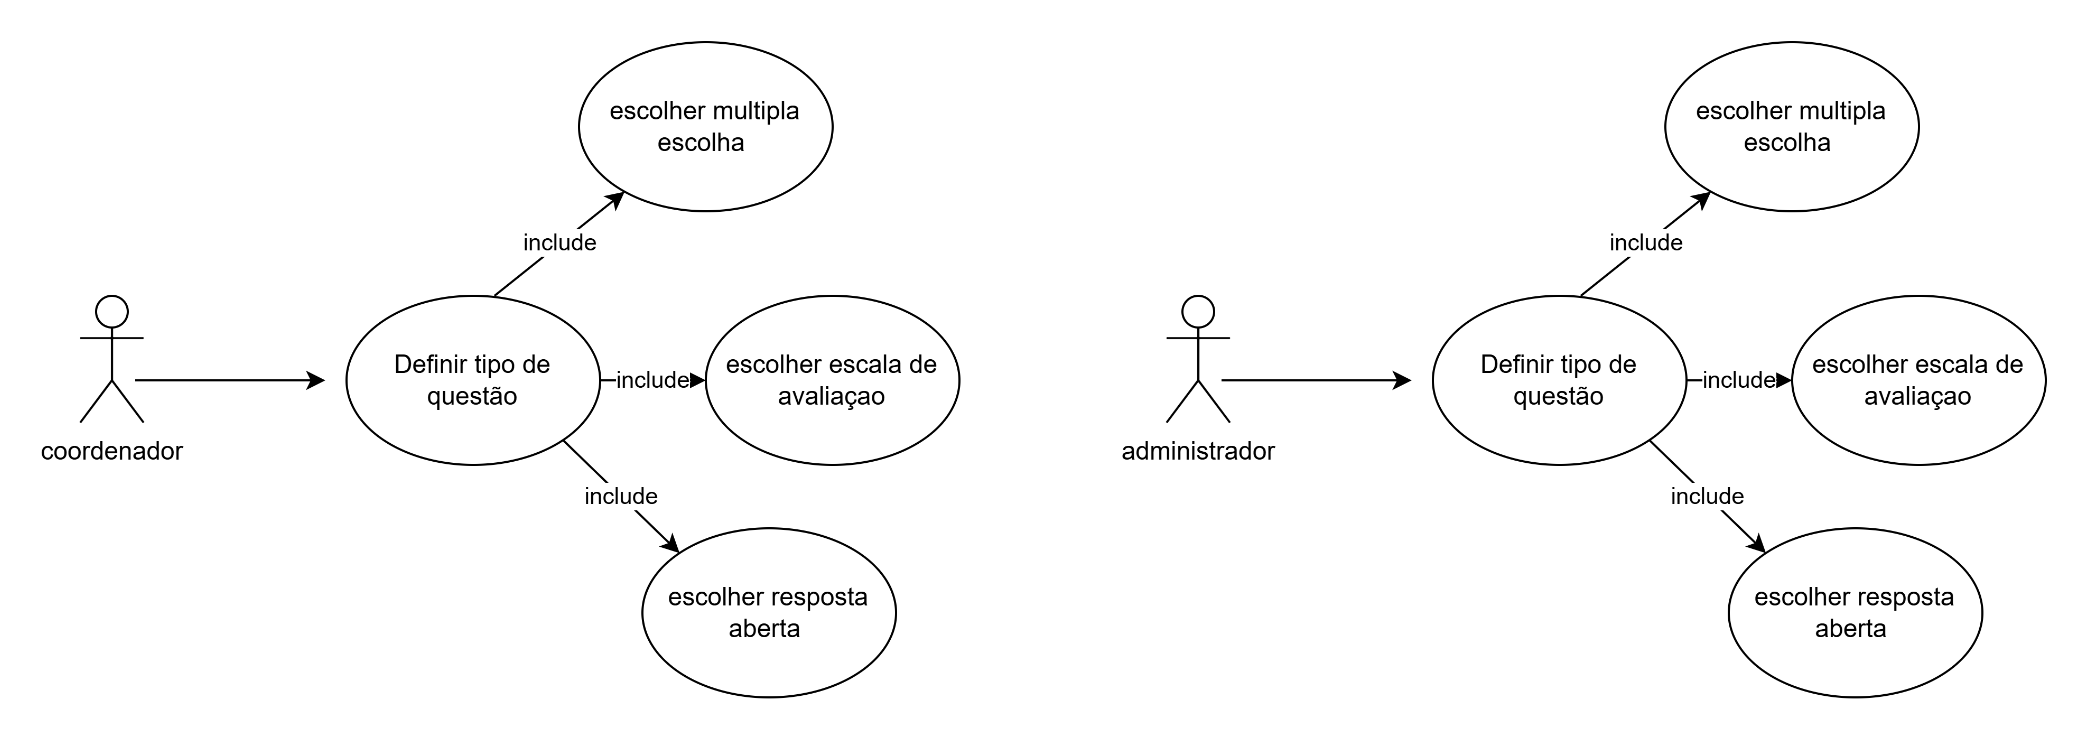 escolher multipla
escolha
include
Definir tipo de
questão
include
escolher escala de
avaliaçao
coordenador
include
escolher resposta
aberta
escolher multipla
escolha
include
Definir tipo de
questão
include
escolher escala de
avaliaçao
administrador
include
escolher resposta
aberta